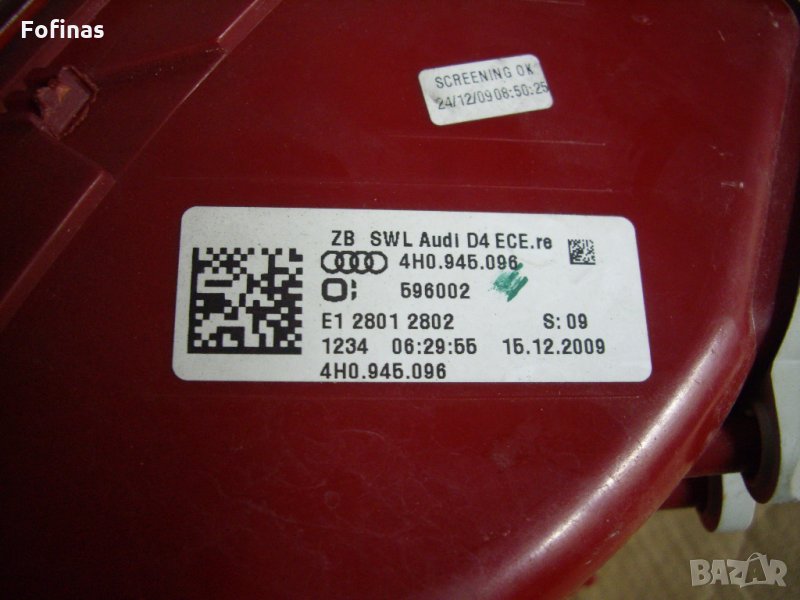 Fofinas
SCREENING OK
24/12/09 08:50:25
ZB SWL Audi D4 ECE.re
4H0.945.096
596002
E1 2801 2802 S: 09
1234 06:29:55 15.12.2009
4H0.945.096
BAZAR